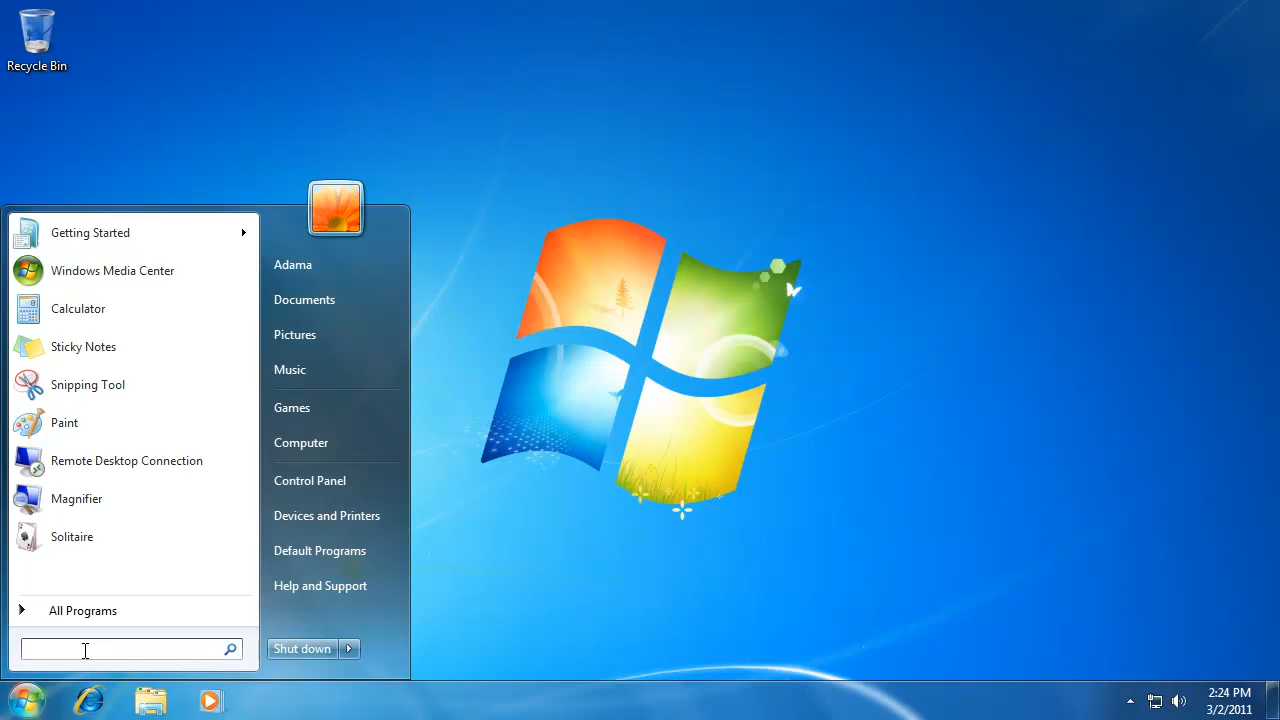 Recycle Bin
Getting Started
Windows Media Center
Calculator
Sticky Notes
Snipping Tool
Paint
Remote Desktop Connection
Magnifier
Solitaire
All Programs
Adama
Documents
Pictures
Music
Games
Computer
Control Panel
Devices and Printers
Default Programs
Help and Support
Shut down
2:24 PM
3/2/2011